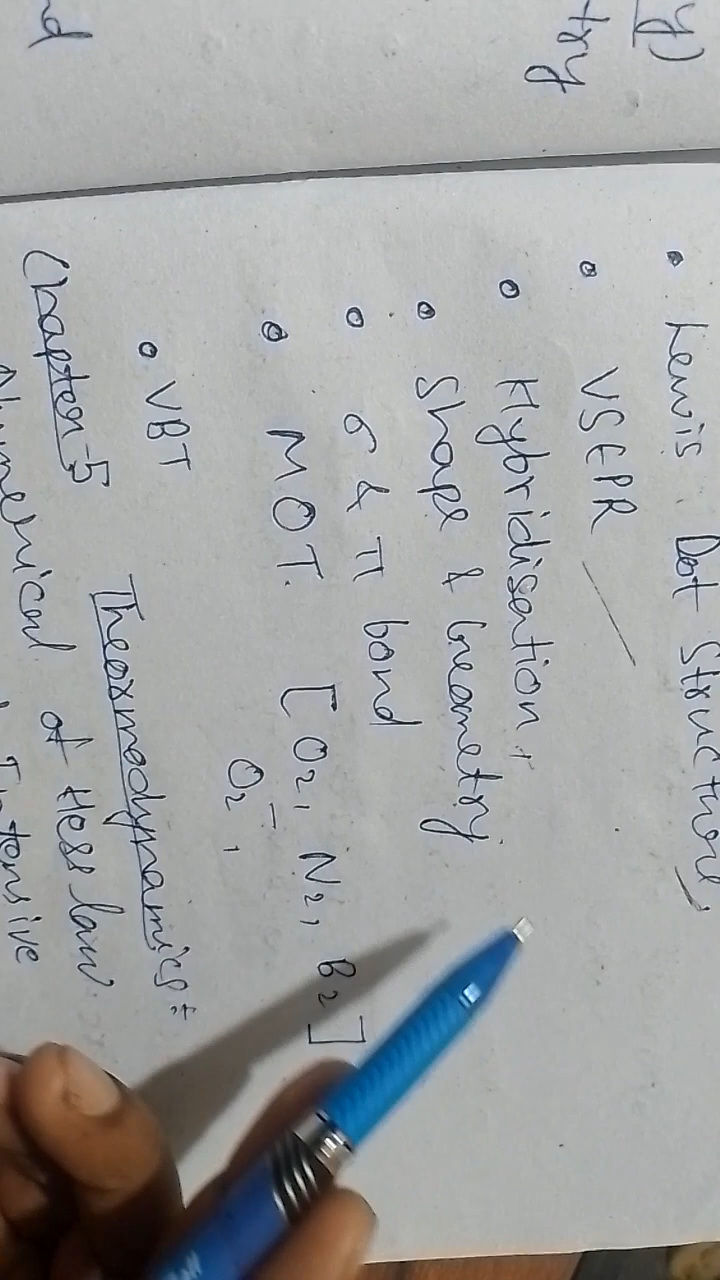 • Lewis Dot Structure,
• VSEPR
• Hybridisation,
• Shape & Geometry.
• σ & π bond
• MOT. [O2, N2, B2]
O2⁻,
• VBT
Chapter-5 Thermodynamics:
Numerical of Hess law.